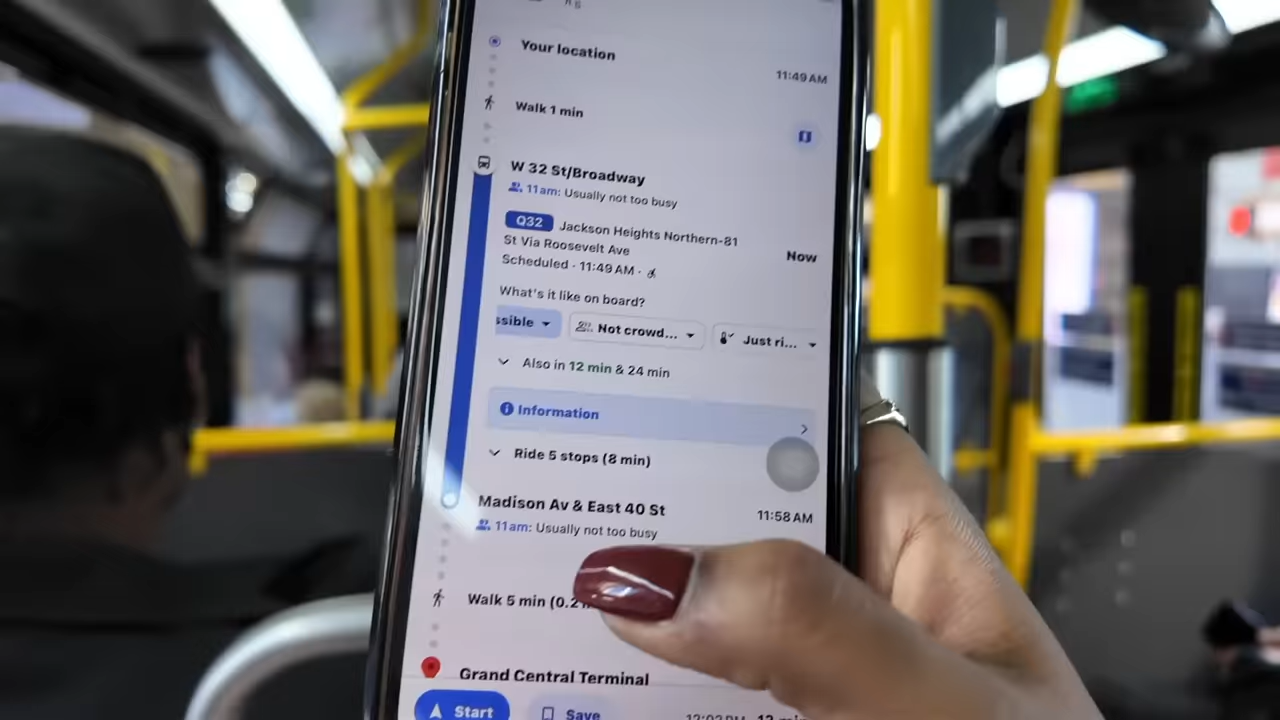 Your location
11:49 AM
Walk 1 min
W 32 St/Broadway
11am: Usually not too busy
Q32 Jackson Heights Northern-81
St Via Roosevelt Ave
Now
Scheduled · 11:49 AM ·
What's it like on board?
ssible Not crowd... Just ri...
Also in 12 min & 24 min
Information
Ride 5 stops (8 min)
Madison Av & East 40 St
11:58 AM
11am: Usually not too busy
Walk 5 min (0.2
Grand Central Terminal
Start Save